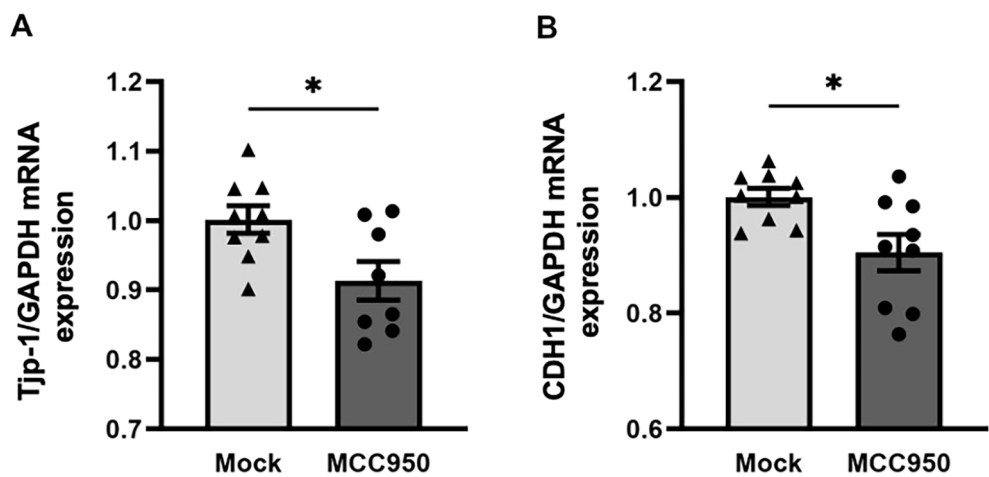 A
Tjp-1/GAPDH mRNA
expression
1.2
1.1
1.0
0.9
0.8
0.7
*
Mock
MCC950
B
CDH1/GAPDH mRNA
expression
1.2
1.0
0.8
0.6
*
Mock
MCC950